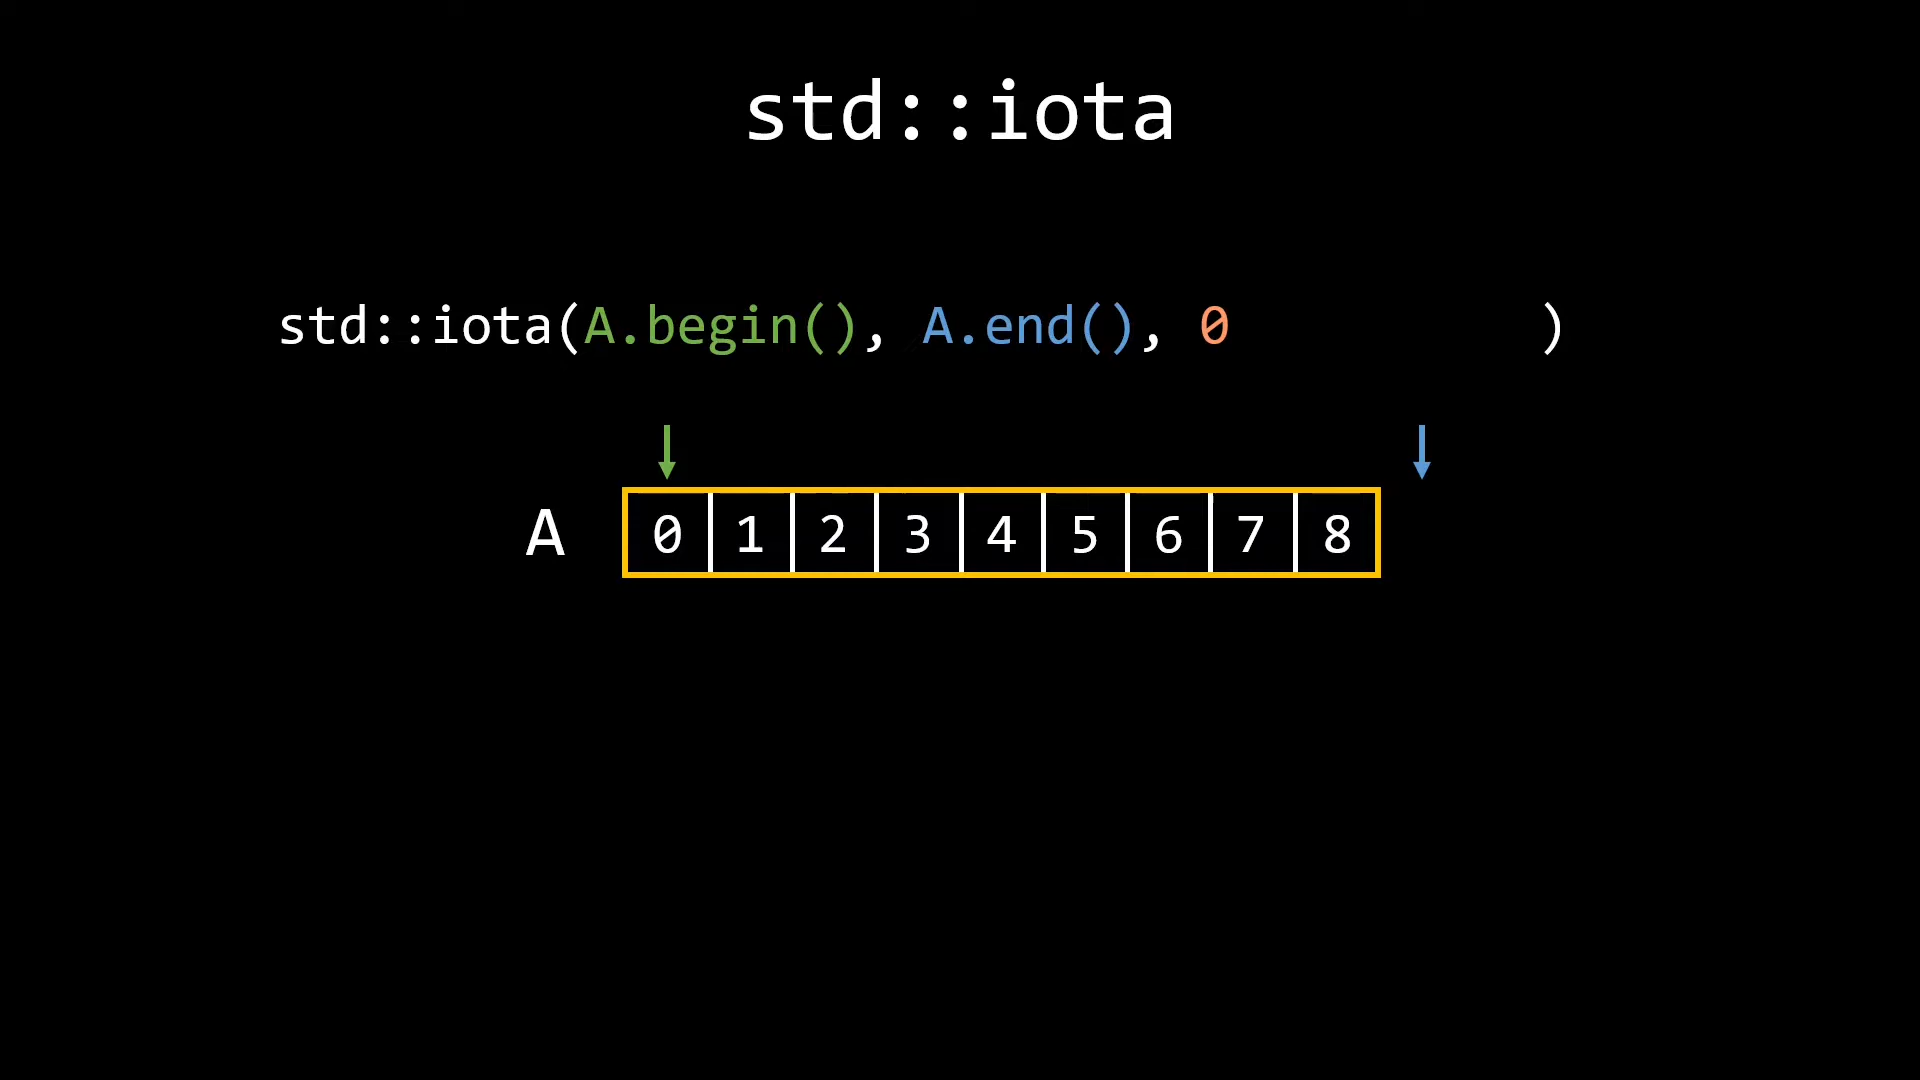 std::iota
std::iota(A.begin(), A.end(), 0 )
A 0 1 2 3 4 5 6 7 8